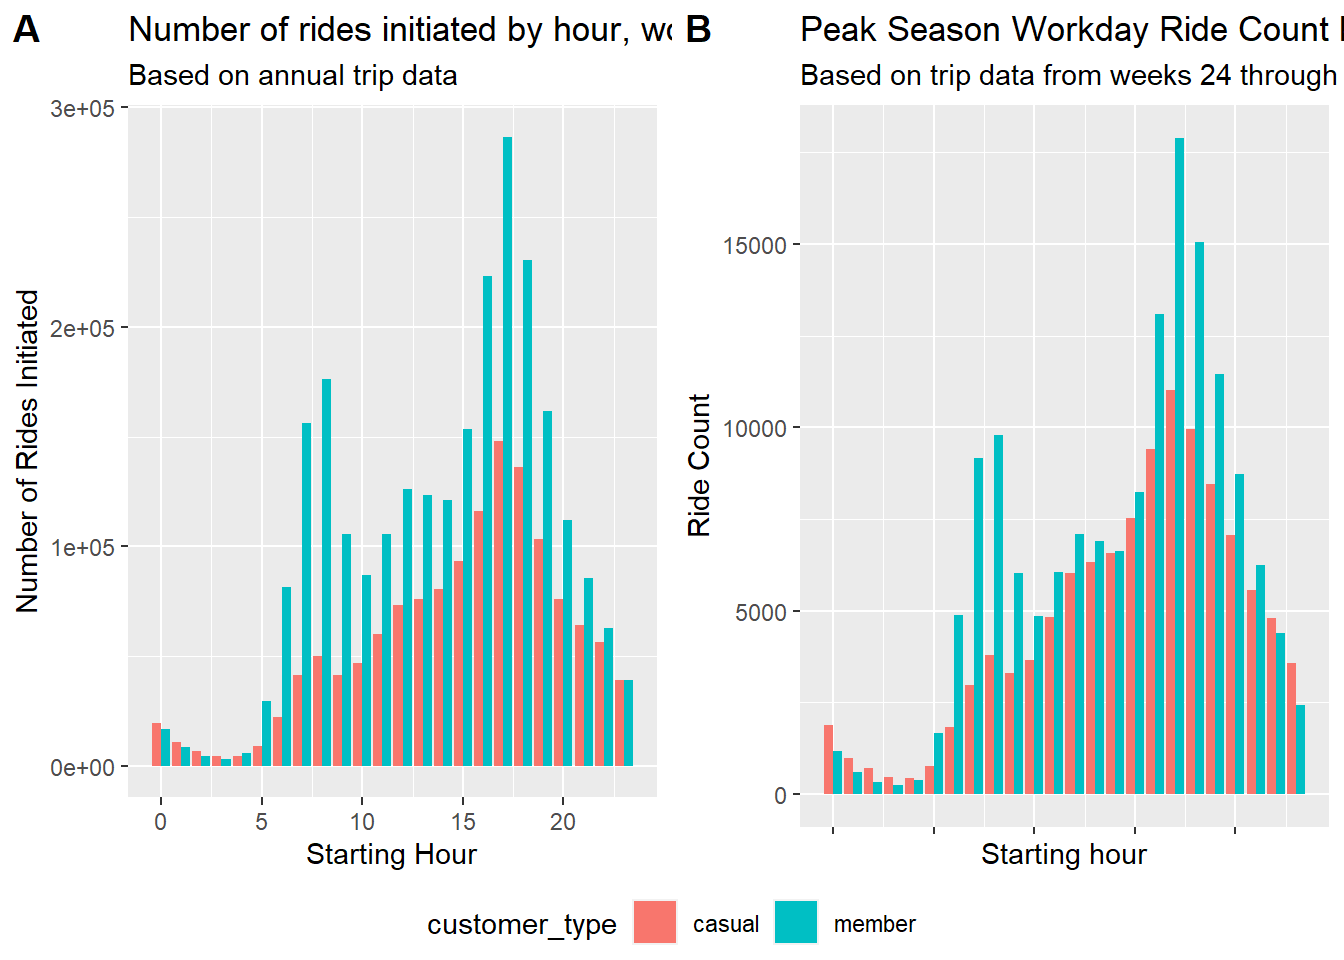 A
Number of rides initiated by hour, wo
Based on annual trip data
3e+05
2e+05
1e+05
0e+00
Number of Rides Initiated
0 5 10 15 20
Starting Hour
B
Peak Season Workday Ride Count
Based on trip data from weeks 24 through
15000
10000
5000
0
Ride Count
Starting hour
customer_type casual member